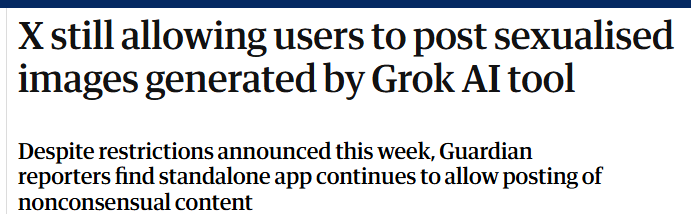 X still allowing users to post sexualised
images generated by Grok AI tool
Despite restrictions announced this week, Guardian
reporters find standalone app continues to allow posting of
nonconsensual content